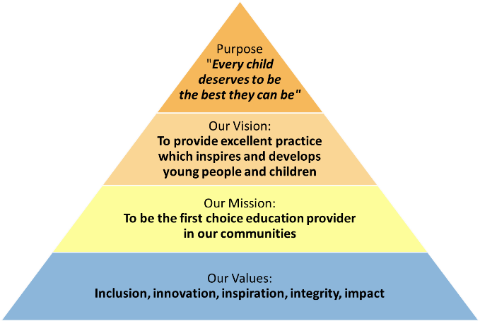 Purpose
"Every child
deserves to be
the best they can be"
Our Vision:
To provide excellent practice
which inspires and develops
young people and children
Our Mission:
To be the first choice education provider
in our communities
Our Values:
Inclusion, innovation, inspiration, integrity, impact